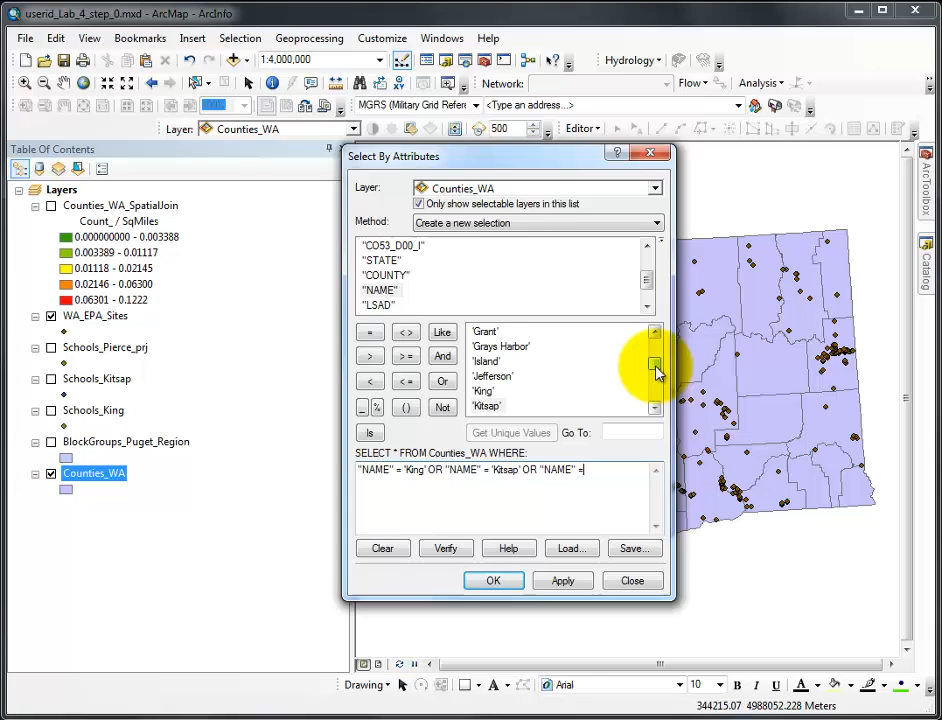 userid_Lab_4_step_0.mxd - ArcMap - ArcInfo
File Edit View Bookmarks Insert Selection Geoprocessing Customize Windows Help
1:4,000,000
Hydrology
Network:
Flow
Analysis
100%
MGRS (Military Grid Refere
<Type an address...>
Layer: Counties_WA
500
Editor
Table Of Contents
Layers
Counties_WA_SpatialJoin
Count_ / SqMiles
0.000000000 - 0.003388
0.003389 - 0.01117
0.01118 - 0.02145
0.02146 - 0.06300
0.06301 - 0.1222
WA_EPA_Sites
Schools_Pierce_prj
Schools_Kitsap
Schools_King
BlockGroups_Puget_Region
Counties_WA
Select By Attributes
Layer: Counties_WA
Only show selectable layers in this list
Method: Create a new selection
"CO53_D00_I"
"STATE"
"COUNTY"
"NAME"
"LSAD"
= < > Like
> > = And
< < = Or
_ % ( ) Not
Is
'Grant'
'Grays Harbor'
'Island'
'Jefferson'
'King'
'Kitsap'
Get Unique Values Go To:
SELECT * FROM Counties_WA WHERE:
"NAME" = 'King' OR "NAME" = 'Kitsap' OR "NAME" =
Clear Verify Help Load... Save...
OK Apply Close
ArcToolbox
Catalog
Drawing
A
Arial
10
B I U A
344215.07 4988052.228 Meters